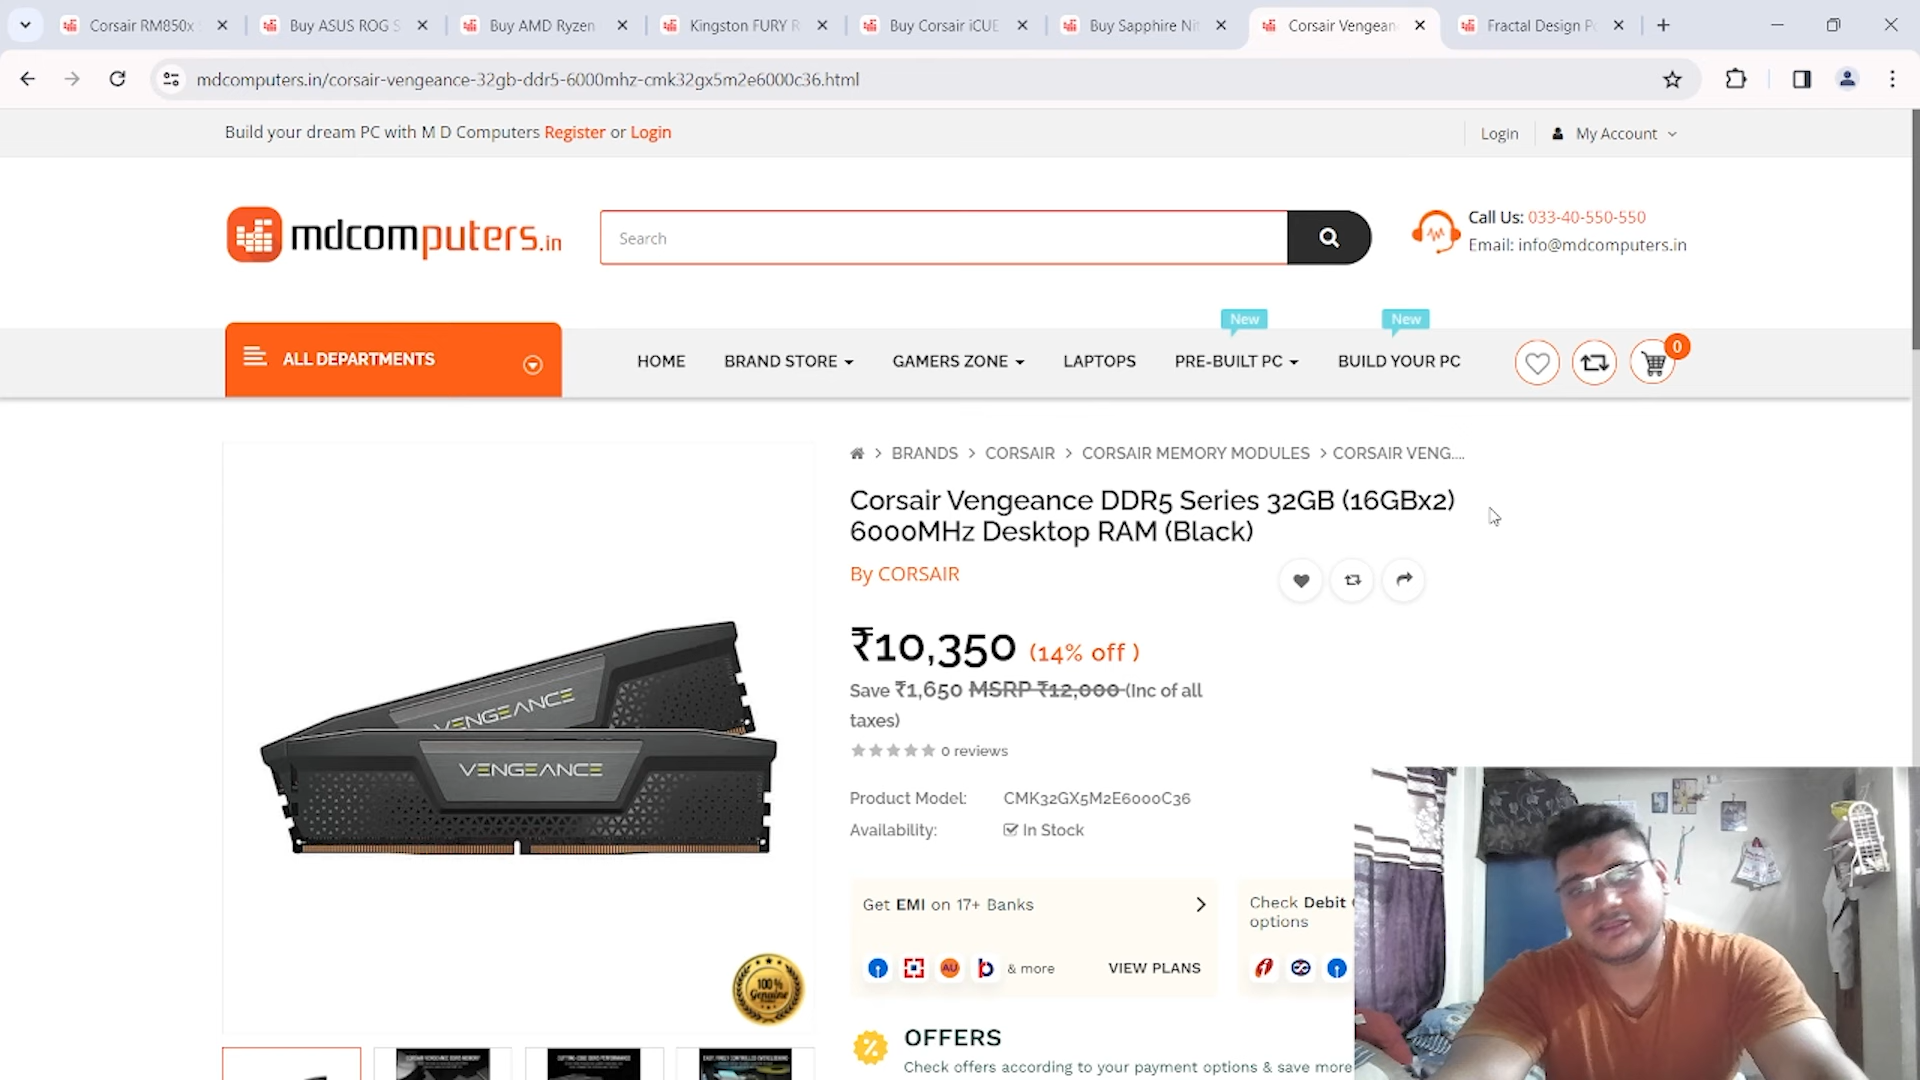 Corsair RM850x
Buy ASUS ROG S
Buy AMD Ryzen
Kingston FURY R
Buy Corsair iCUE
Buy Sapphire Nit
Corsair Vengean
Fractal Design Po
mdcomputers.in/corsair-vengeance-32gb-ddr5-6000mhz-cmk32gx5m2e6000c36.html
Build your dream PC with M D Computers Register or Login
Login
My Account
mdcomputers.in
Search
Call Us: 033-40-550-550
Email: info@mdcomputers.in
New
New
ALL DEPARTMENTS
HOME
BRAND STORE
GAMERS ZONE
LAPTOPS
PRE-BUILT PC
BUILD YOUR PC
0
> BRANDS > CORSAIR > CORSAIR MEMORY MODULES > CORSAIR VENG....
Corsair Vengeance DDR5 Series 32GB (16GBx2)
6000MHz Desktop RAM (Black)
By CORSAIR
₹10,350 (14% off )
Save ₹1,650 MSRP ₹12,000 (Inc of all
taxes)
0 reviews
Product Model: CMK32GX5M2E6000C36
Availability: In Stock
VENGEANCE
VENGEANCE
100%
Genuine
Get EMI on 17+ Banks
AU
& more
VIEW PLANS
Check Debit
options
OFFERS
Check offers according to your payment options & save more